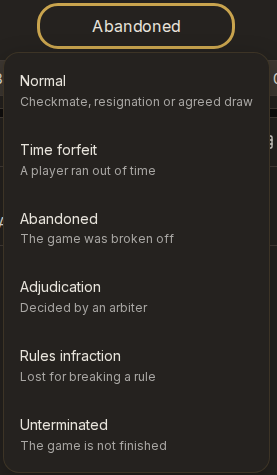 Abandoned
Normal
Checkmate, resignation or agreed draw
Time forfeit
A player ran out of time
Abandoned
The game was broken off
Adjudication
Decided by an arbiter
Rules infraction
Lost for breaking a rule
Unterminated
The game is not finished